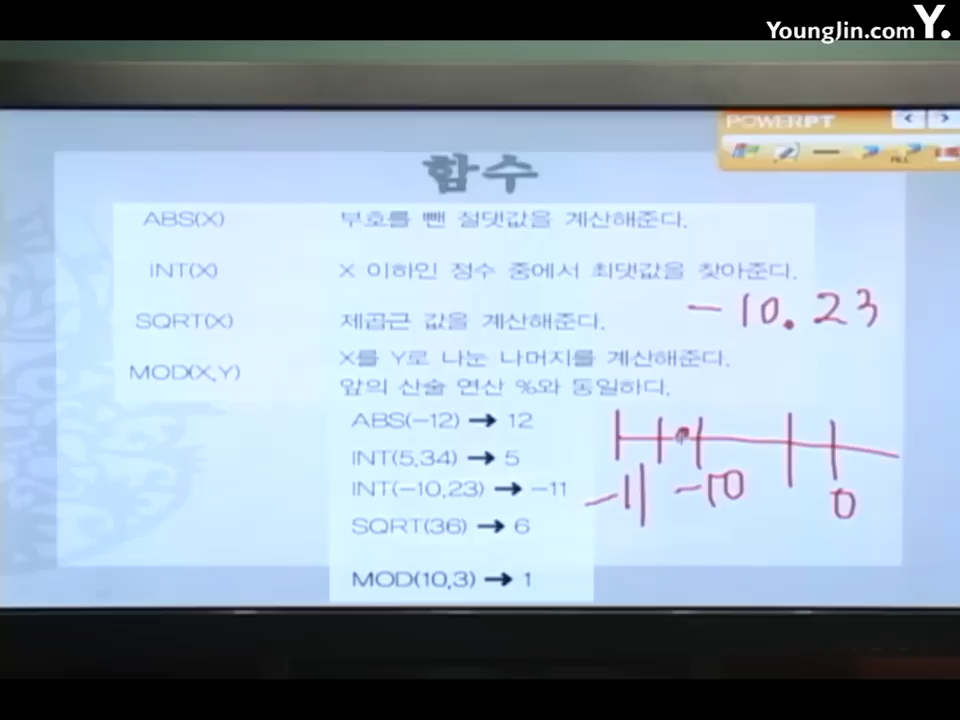 YoungJin.com Y.
POWERPT
함수
ABS(X) 부호를 뺀 절댓값을 계산해준다.
INT(X) X 이하인 정수 중에서 최댓값을 찾아준다.
SQRT(X) 제곱근 값을 계산해준다.
MOD(X,Y) X를 Y로 나눈 나머지를 계산해준다.
앞의 산술 연산 %와 동일하다.
-10.23
ABS(-12) → 12
INT(5,34) → 5
INT(-10,23) → -11
SQRT(36) → 6
MOD(10,3) → 1
-11 -10 0